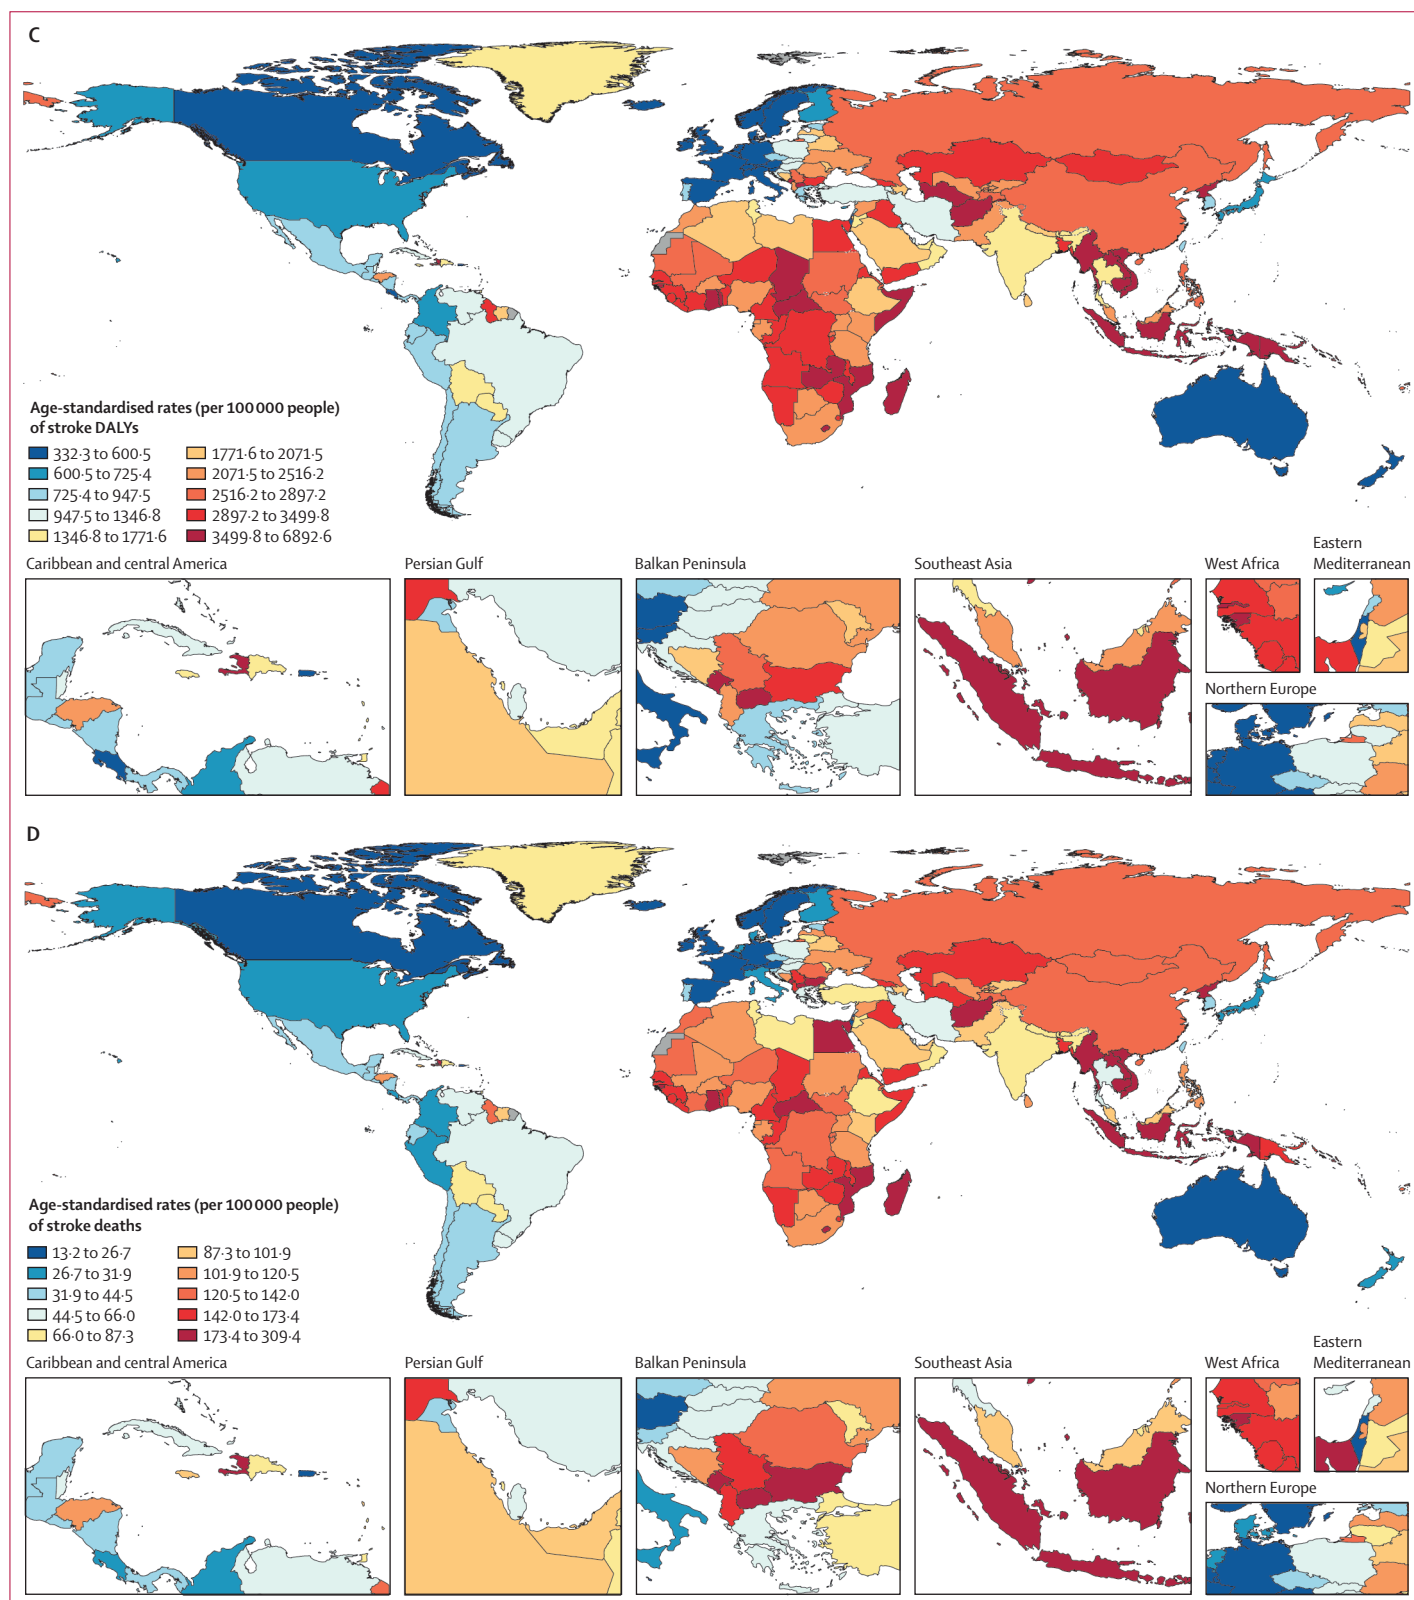 C
Age-standardised rates (per 100 000 people)
of stroke DALYs
332·3 to 600·5
600·5 to 725·4
725·4 to 947·5
947·5 to 1346·8
1346·8 to 1771·6
1771·6 to 2071·5
2071·5 to 2516·2
2516·2 to 2897·2
2897·2 to 3499·8
3499·8 to 6892·6
Caribbean and central America
Persian Gulf
Balkan Peninsula
Southeast Asia
West Africa
Eastern
Mediterranean
Northern Europe
D
Age-standardised rates (per 100 000 people)
of stroke deaths
13·2 to 26·7
26·7 to 31·9
31·9 to 44·5
44·5 to 66·0
66·0 to 87·3
87·3 to 101·9
101·9 to 120·5
120·5 to 142·0
142·0 to 173·4
173·4 to 309·4
Caribbean and central America
Persian Gulf
Balkan Peninsula
Southeast Asia
West Africa
Eastern
Mediterranean
Northern Europe